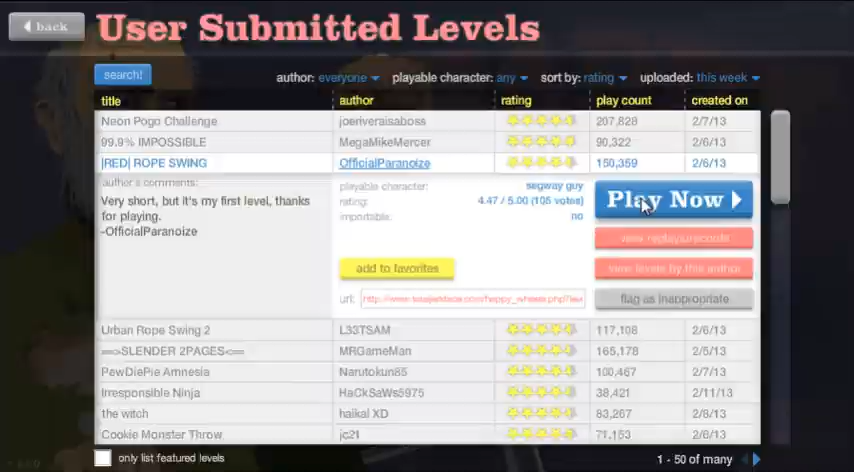 back
User Submitted Levels
search!
author: everyone playable character: any sort by: rating uploaded: this week
title author rating play count created on
Neon Pogo Challenge joeriveraisaboss 207,828 2/7/13
99.9% IMPOSSIBLE MegaMikeMercer 90,322 2/6/13
|RED| ROPE SWING OfficialParanoize 150,359 2/6/13
author's comments:
Very short, but it's my first level, thanks
for playing.
-OfficialParanoize
playable character: segway guy
rating: 4.47 / 5.00 (105 votes)
importable: no
Play Now
view replays/records
add to favorites
view levels by this author
url:
flag as inappropriate
Urban Rope Swing 2 L33TSAM 117,108 2/6/13
==>SLENDER 2PAGES<== MRGameMan 165,178 2/5/13
PewDiePie Amnesia Narutokun85 100,467 2/7/13
Irresponsible Ninja HaCkSaWs5975 38,421 2/11/13
the witch haikal XD 83,267 2/8/13
Cookie Monster Throw jc21 71,153 2/6/13
only list featured levels
1 - 50 of many